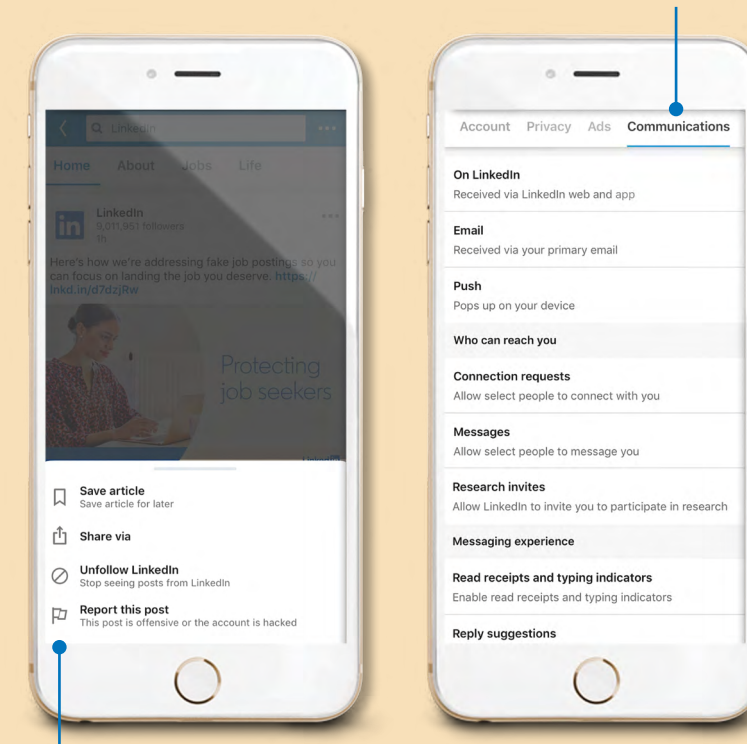 LinkedIn
Home About Jobs Life
in
LinkedIn
9,011,951 followers
1h
Here's how we're addressing fake job postings so you
can focus on landing the job you deserve. https://
lnkd.in/d7dzjRw
Protecting
job seekers
LinkedIn
Save article
Save article for later
Share via
Unfollow LinkedIn
Stop seeing posts from LinkedIn
Report this post
This post is offensive or the account is hacked
Account Privacy Ads Communications
On LinkedIn
Received via LinkedIn web and app
Email
Received via your primary email
Push
Pops up on your device
Who can reach you
Connection requests
Allow select people to connect with you
Messages
Allow select people to message you
Research invites
Allow LinkedIn to invite you to participate in research
Messaging experience
Read receipts and typing indicators
Enable read receipts and typing indicators
Reply suggestions